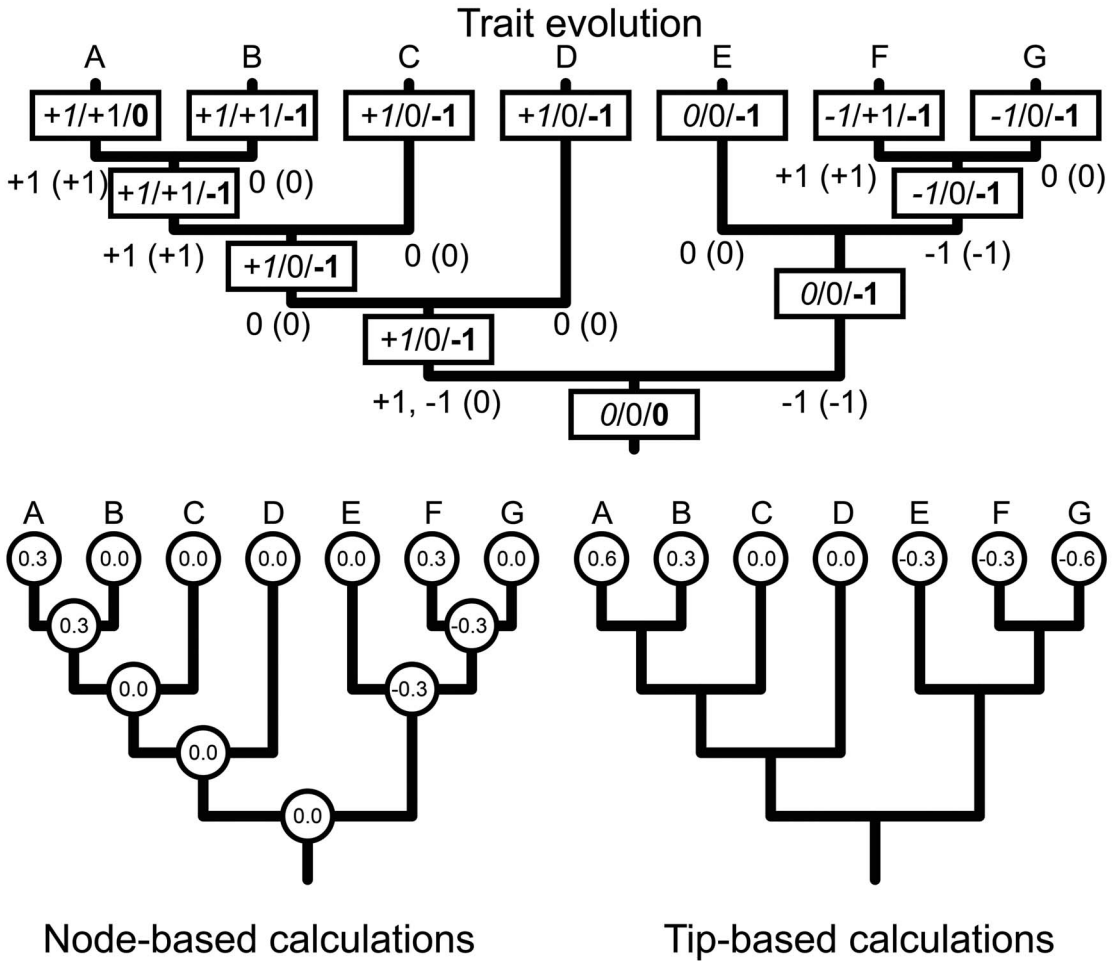 Trait evolution
A B C D E F G
+1/+1/0 +1/+1/-1 +1/0/-1 +1/0/-1 0/0/-1 -1/+1/-1 -1/0/-1
+1 (+1) +1/+1/-1 0 (0) +1 (+1) -1/0/-1 0 (0)
+1 (+1) +1/0/-1 0 (0) 0 (0) 0/0/-1 -1 (-1)
0 (0) +1/0/-1 0 (0)
+1, -1 (0) 0/0/0 -1 (-1)
A B C D E F G A B C D E F G
0.3 0.0 0.0 0.0 0.0 0.3 0.0 0.6 0.3 0.0 0.0 -0.3 -0.3 -0.6
0.3 -0.3
0.0 -0.3
0.0
0.0
Node-based calculations Tip-based calculations